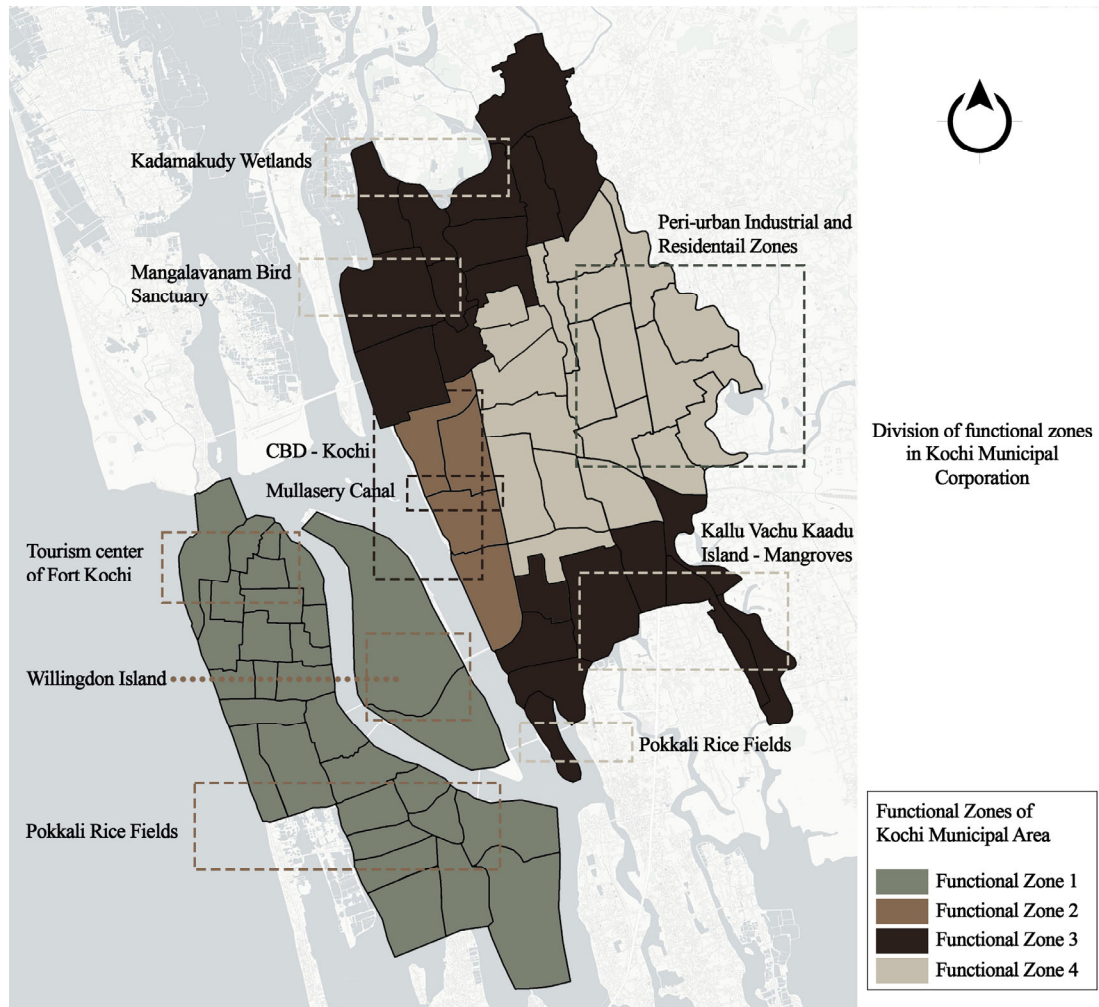 Kadamakudy Wetlands
Mangalavanam Bird
Sanctuary
Peri-urban Industrial and
Residentail Zones
CBD - Kochi
Mullasery Canal
Division of functional zones
in Kochi Municipal
Corporation
Kallu Vachu Kaadu
Island - Mangroves
Tourism center
of Fort Kochi
Willingdon Island
Pokkali Rice Fields
Pokkali Rice Fields
Functional Zones of
Kochi Municipal Area
Functional Zone 1
Functional Zone 2
Functional Zone 3
Functional Zone 4